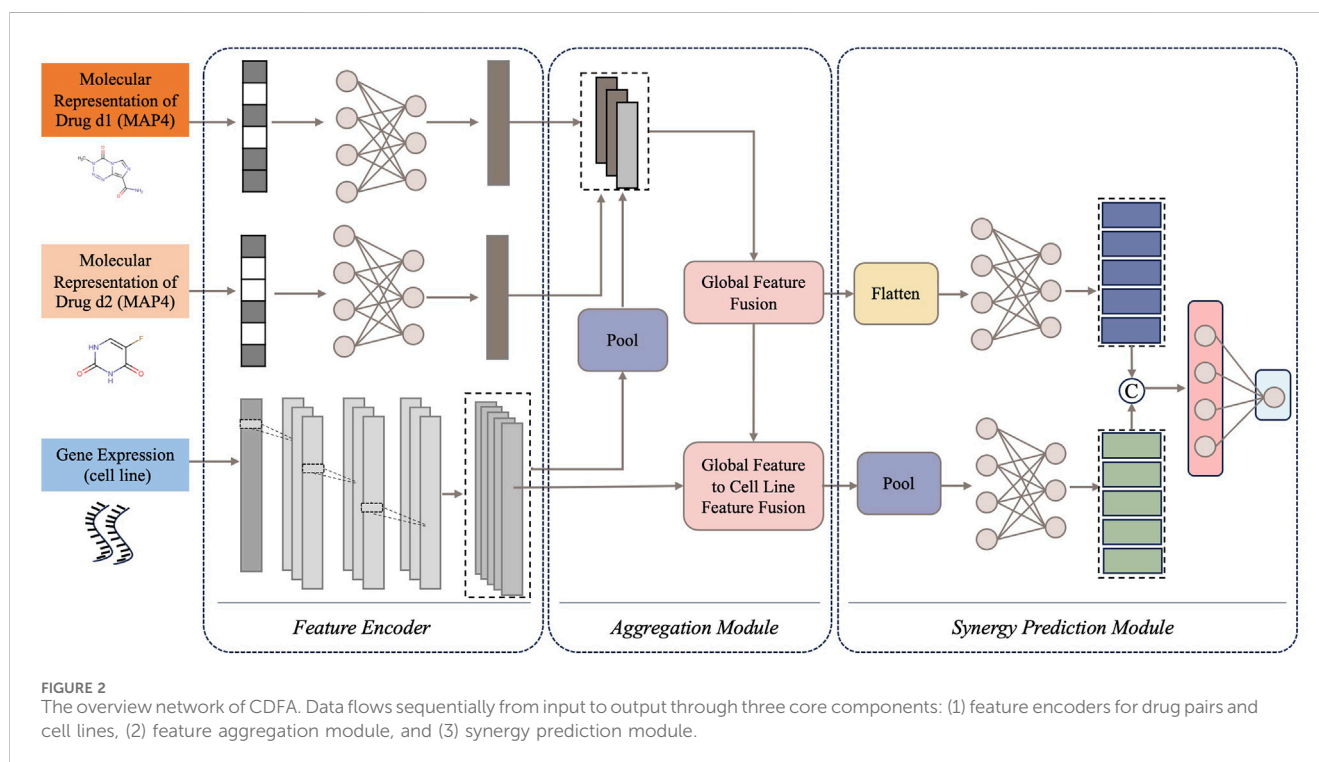 Molecular
Representation of
Drug d1 (MAP4)
H₃C
O
N
N
N
N
N
NH₂
O
Molecular
Representation of
Drug d2 (MAP4)
HN
F
O
N
H
O
Gene Expression
(cell line)
Pool
Global Feature
Fusion
Global Feature
to Cell Line
Feature Fusion
Flatten
Pool
C
Feature Encoder
Aggregation Module
Synergy Prediction Module
FIGURE 2
The overview network of CDFA. Data flows sequentially from input to output through three core components: (1) feature encoders for drug pairs and
cell lines, (2) feature aggregation module, and (3) synergy prediction module.